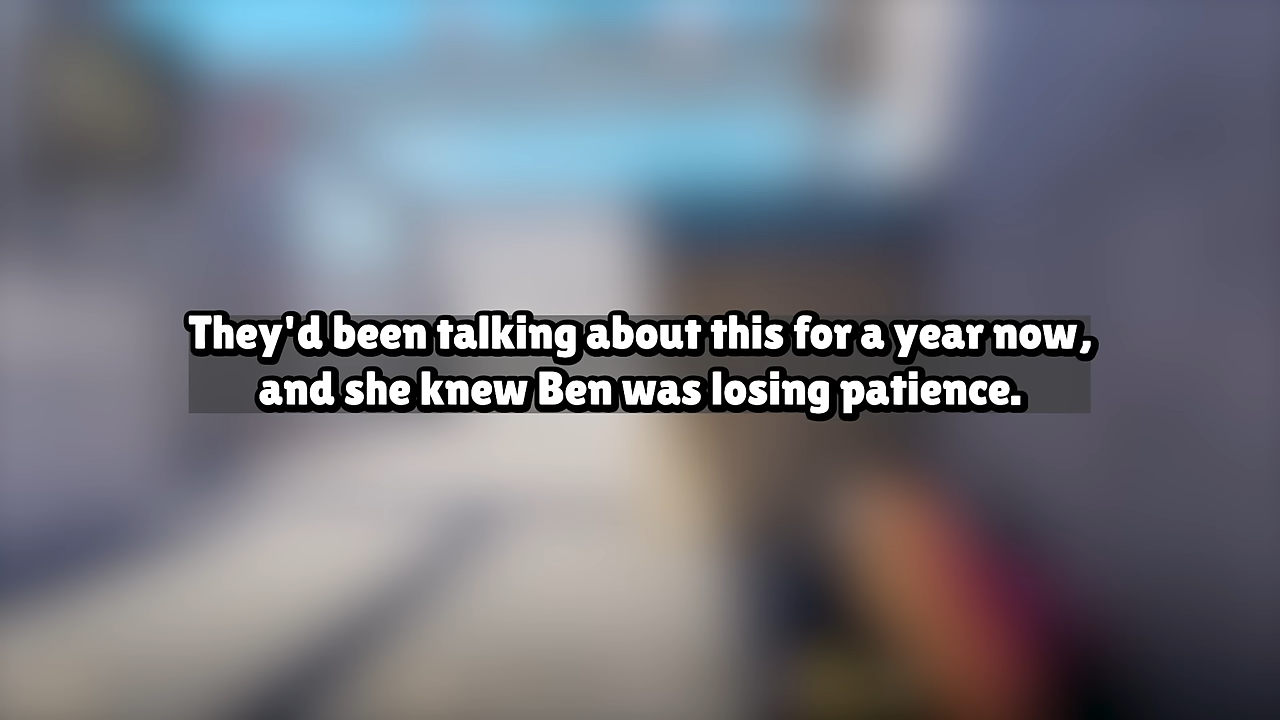 They'd been talking about this for a year now,
and she knew Ben was losing patience.